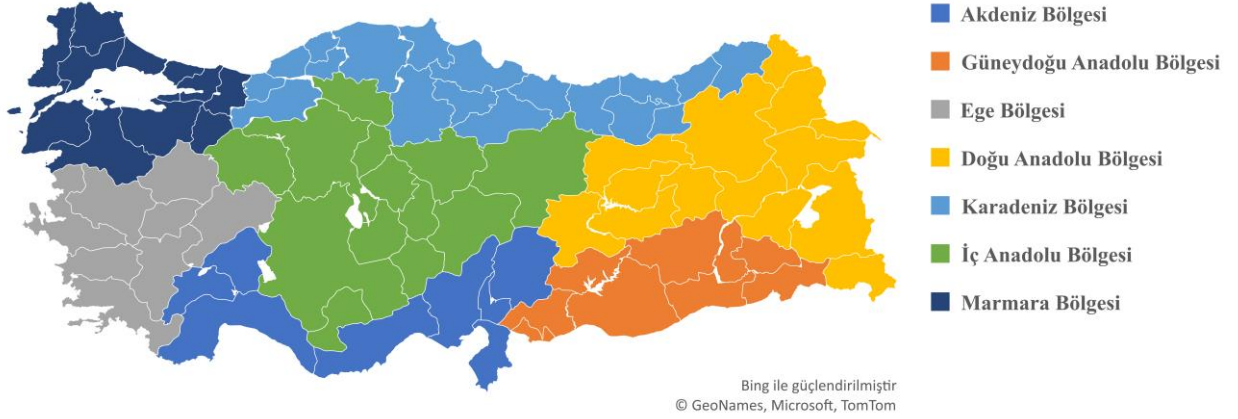 Akdeniz Bölgesi
Güneydoğu Anadolu Bölgesi
Ege Bölgesi
Doğu Anadolu Bölgesi
Karadeniz Bölgesi
İç Anadolu Bölgesi
Marmara Bölgesi
Bing ile güçlendirilmiştir
© GeoNames, Microsoft, TomTom